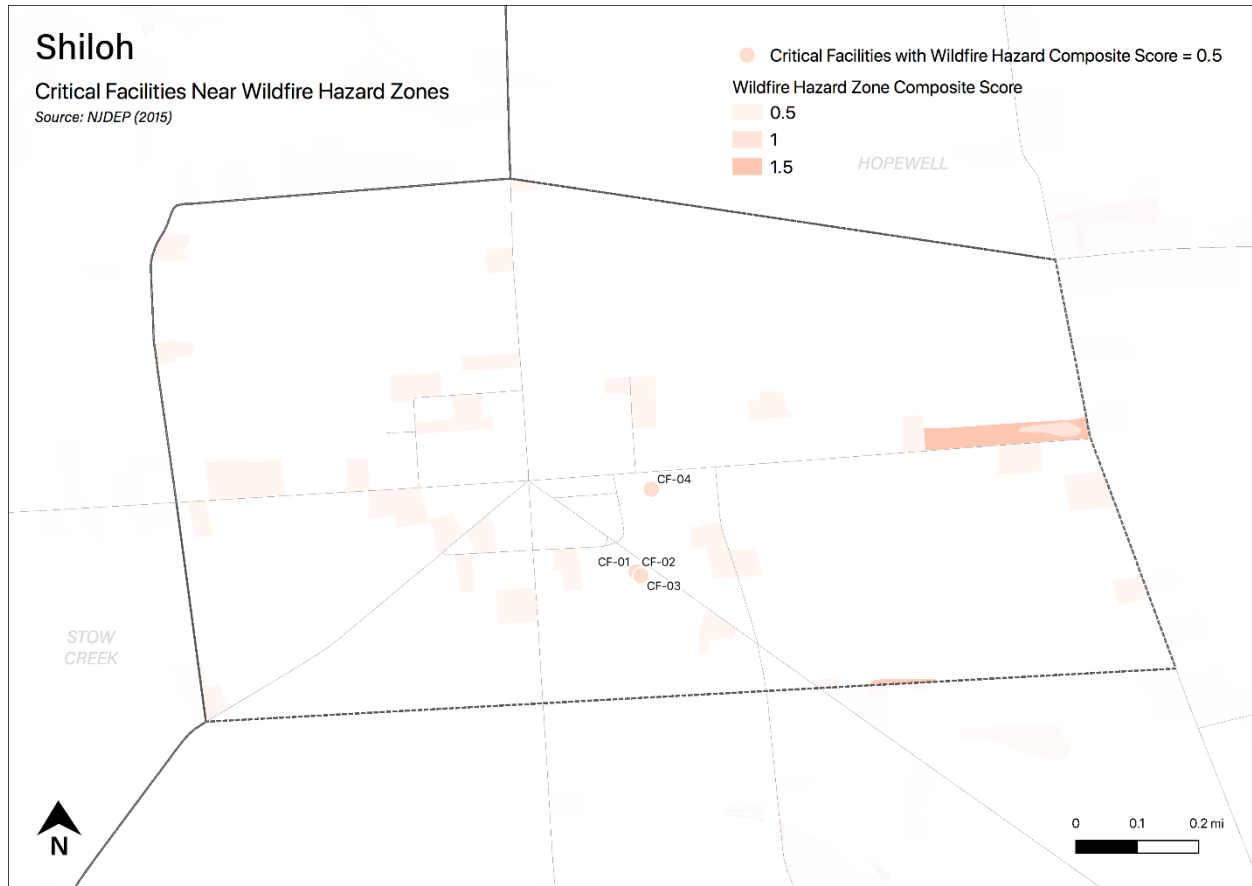 Shiloh
Critical Facilities Near Wildfire Hazard Zones
Source: NJDEP (2015)
Critical Facilities with Wildfire Hazard Composite Score = 0.5
Wildfire Hazard Zone Composite Score
0.5
1
1.5
HOPEWELL
CF-04
CF-01
CF-02
CF-03
STOW
CREEK
N
0 0.1 0.2 mi